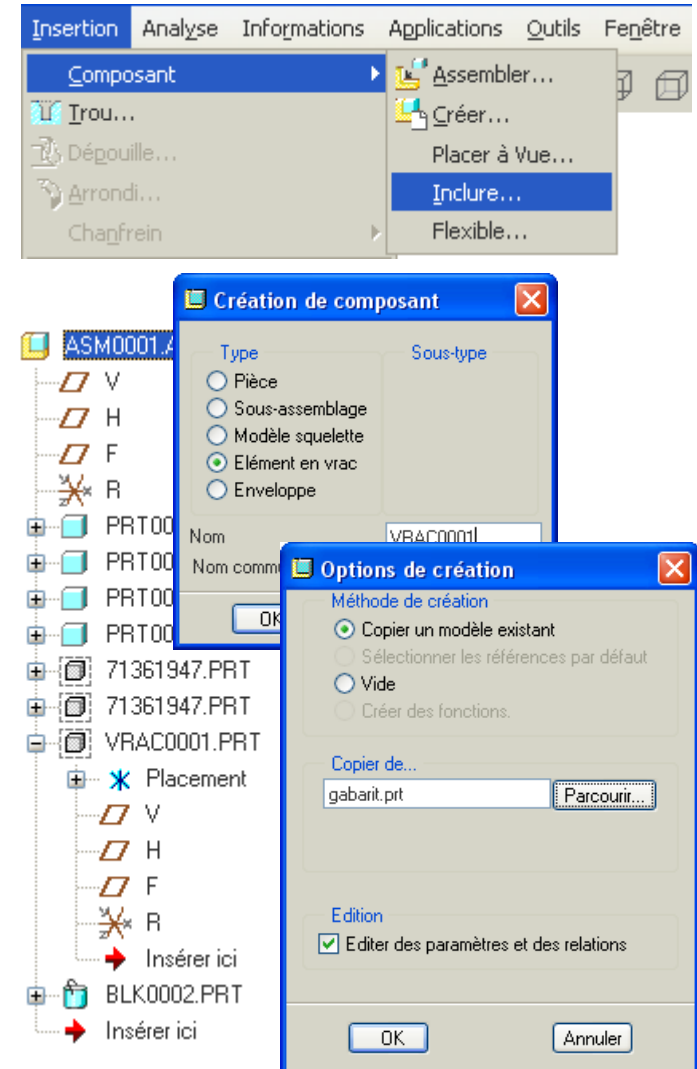 Insertion Analyse Informations Applications Outils Fenêtre
Composant
Trou...
Dépouille...
Arrondi...
Chanfrein
Assembler...
Créer...
Placer à Vue...
Inclure...
Flexible...
Création de composant
Type
Pièce
Sous-assemblage
Modèle squelette
Elément en vrac
Enveloppe
Sous-type
Nom
VRAC0001
Nom comm
OK
ASM0001.A
V
H
F
R
PRT00
PRT00
PRT00
PRT00
71361947.PRT
71361947.PRT
VRAC0001.PRT
Placement
V
H
F
R
Insérer ici
BLK0002.PRT
Insérer ici
Options de création
Méthode de création
Copier un modèle existant
Sélectionner les références par défaut
Vide
Créer des fonctions.
Copier de...
gabarit.prt Parcourir...
Edition
Editer des paramètres et des relations
OK Annuler